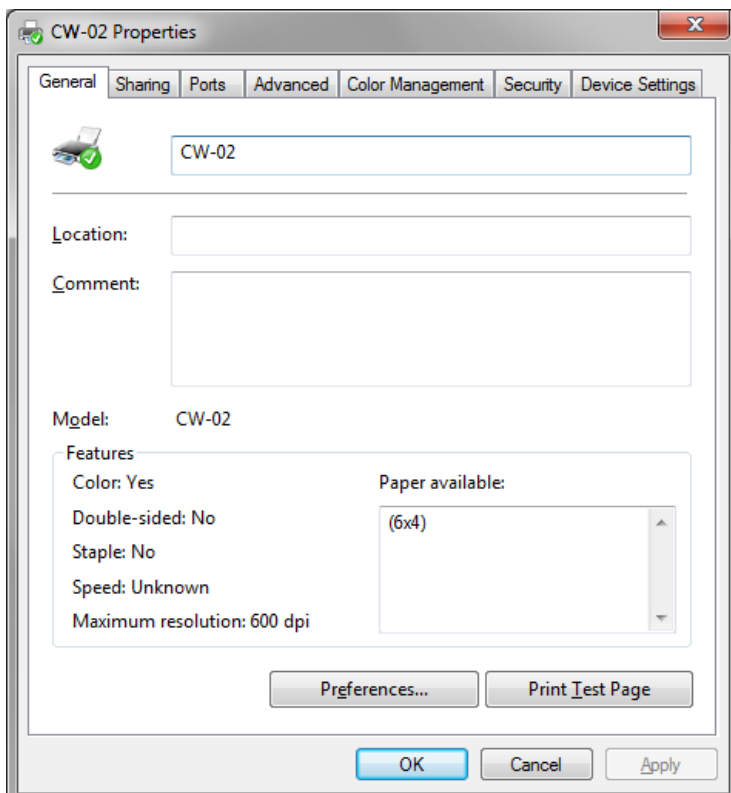 CW-02 Properties
General Sharing Ports Advanced Color Management Security Device Settings
CW-02
Location:
Comment:
Model: CW-02
Features
Color: Yes
Paper available:
Double-sided: No
(6x4)
Staple: No
Speed: Unknown
Maximum resolution: 600 dpi
Preferences... Print Test Page
OK Cancel Apply